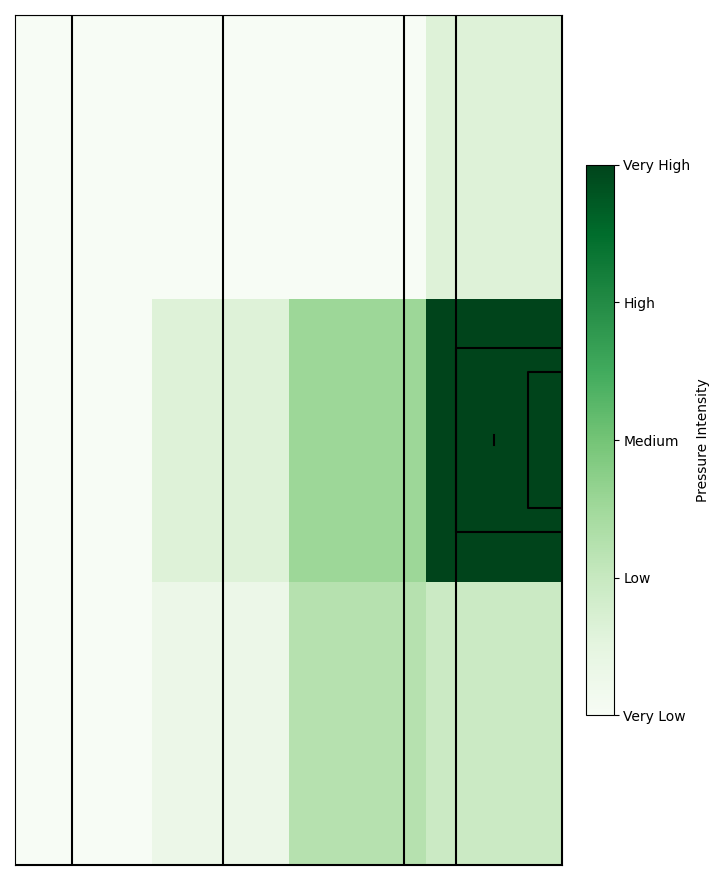 Very High
High
Medium
Low
Very Low
Pressure Intensity